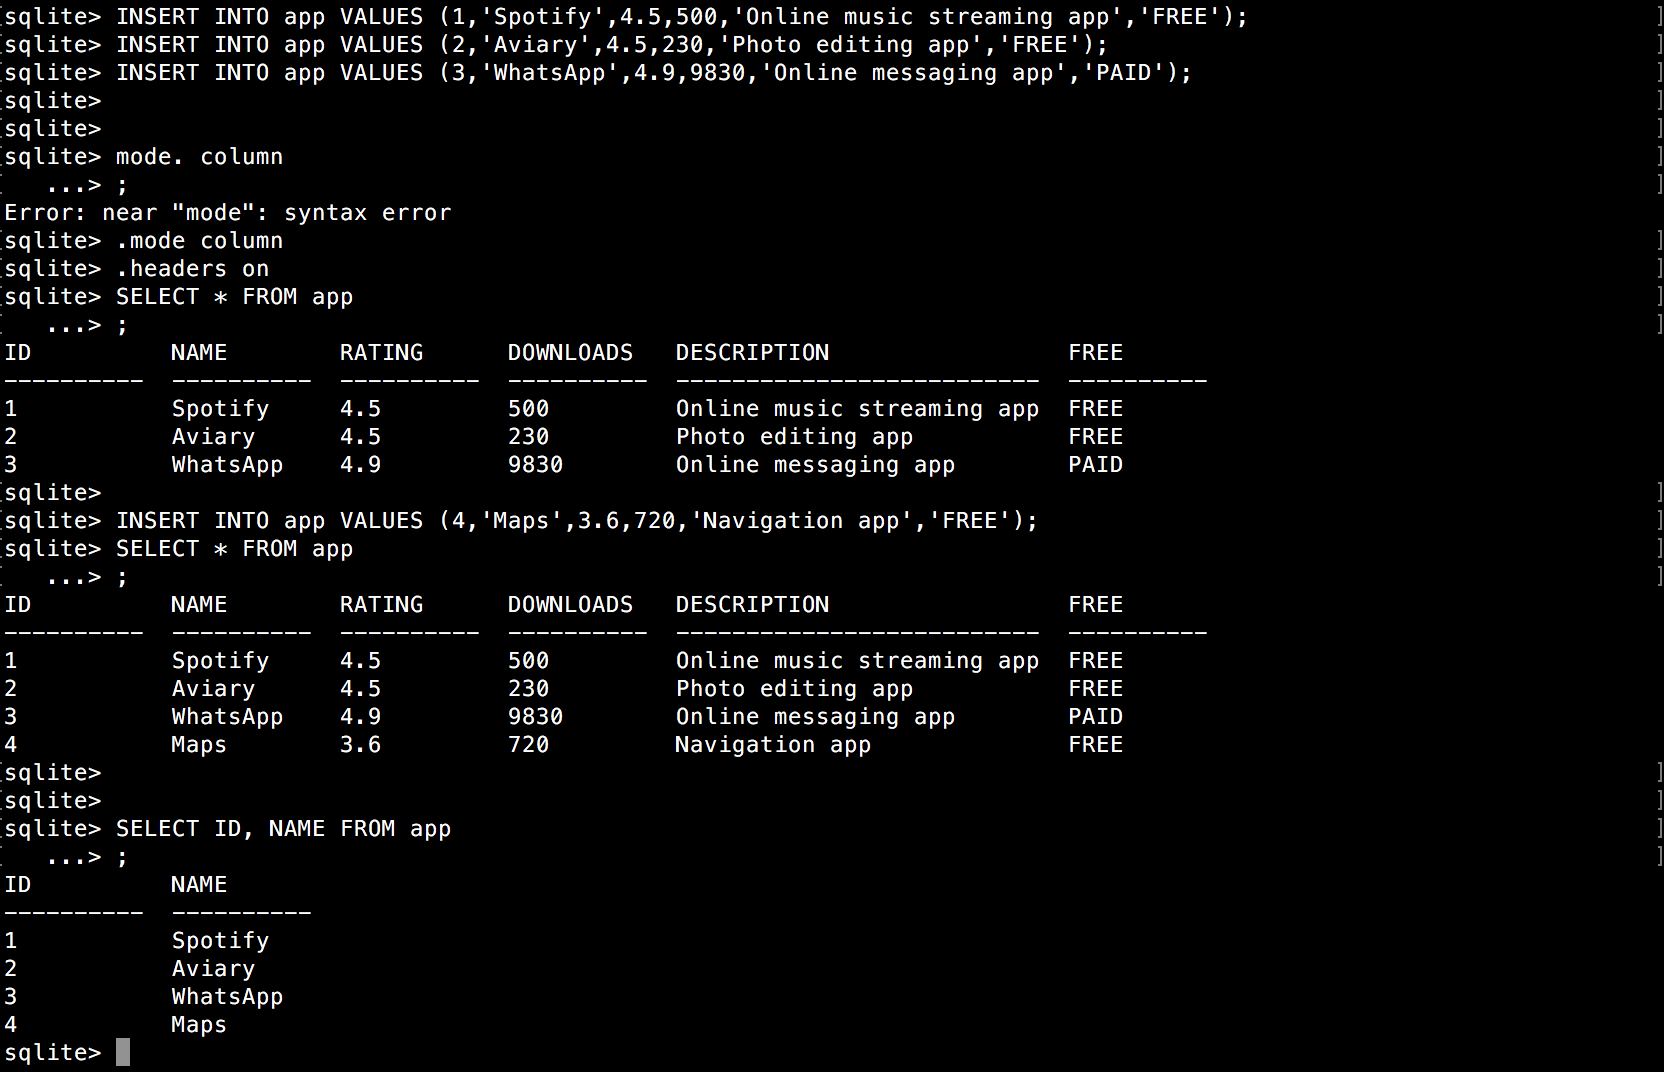 sqlite> INSERT INTO app VALUES (1,'Spotify',4.5,500,'Online music streaming app','FREE');
sqlite> INSERT INTO app VALUES (2,'Aviary',4.5,230,'Photo editing app','FREE');
sqlite> INSERT INTO app VALUES (3,'WhatsApp',4.9,9830,'Online messaging app','PAID');
sqlite>
sqlite>
sqlite> mode. column
   ...> ;
Error: near "mode": syntax error
sqlite> .mode column
sqlite> .headers on
sqlite> SELECT * FROM app
   ...> ;
ID          NAME        RATING      DOWNLOADS   DESCRIPTION                 FREE
----------  ----------  ----------  ----------  --------------------------  ----------
1           Spotify     4.5         500         Online music streaming app  FREE
2           Aviary      4.5         230         Photo editing app           FREE
3           WhatsApp    4.9         9830        Online messaging app        PAID
sqlite>
sqlite> INSERT INTO app VALUES (4,'Maps',3.6,720,'Navigation app','FREE');
sqlite> SELECT * FROM app
   ...> ;
ID          NAME        RATING      DOWNLOADS   DESCRIPTION                 FREE
----------  ----------  ----------  ----------  --------------------------  ----------
1           Spotify     4.5         500         Online music streaming app  FREE
2           Aviary      4.5         230         Photo editing app           FREE
3           WhatsApp    4.9         9830        Online messaging app        PAID
4           Maps        3.6         720         Navigation app              FREE
sqlite>
sqlite>
sqlite> SELECT ID, NAME FROM app
   ...> ;
ID          NAME
----------  ----------
1           Spotify
2           Aviary
3           WhatsApp
4           Maps
sqlite>